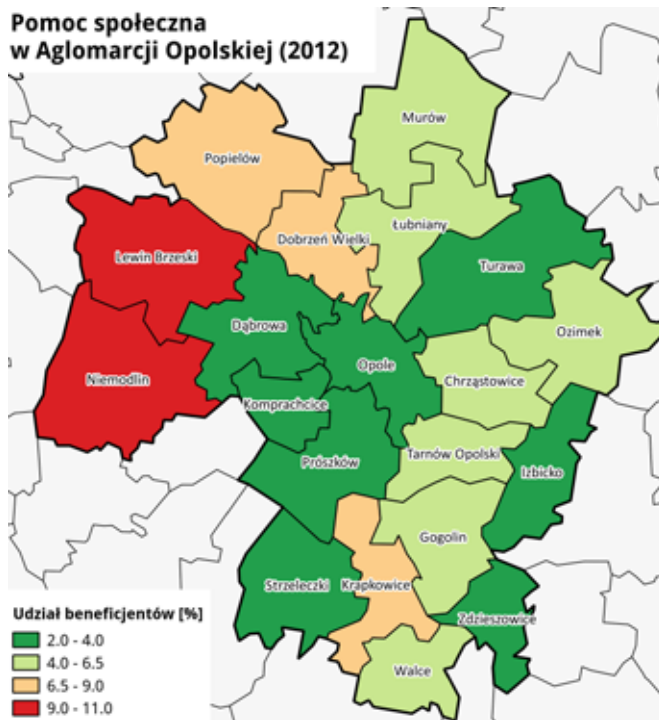 Pomoc społeczna
w Aglomarcji Opolskiej (2012)
Murów
Popielów
Łubniany
Dobrzeń Wielki
Lewin Brzeski
Turawa
Dąbrowa
Ozimek
Opole
Niemodlin
Chrząstowice
Komprachcice
Tarnów Opolski
Prószków
Izbicko
Gogolin
Strzeleczki
Krapkowice
Zdzieszowice
Walce
Udział beneficjentów [%]
2.0 - 4.0
4.0 - 6.5
6.5 - 9.0
9.0 - 11.0